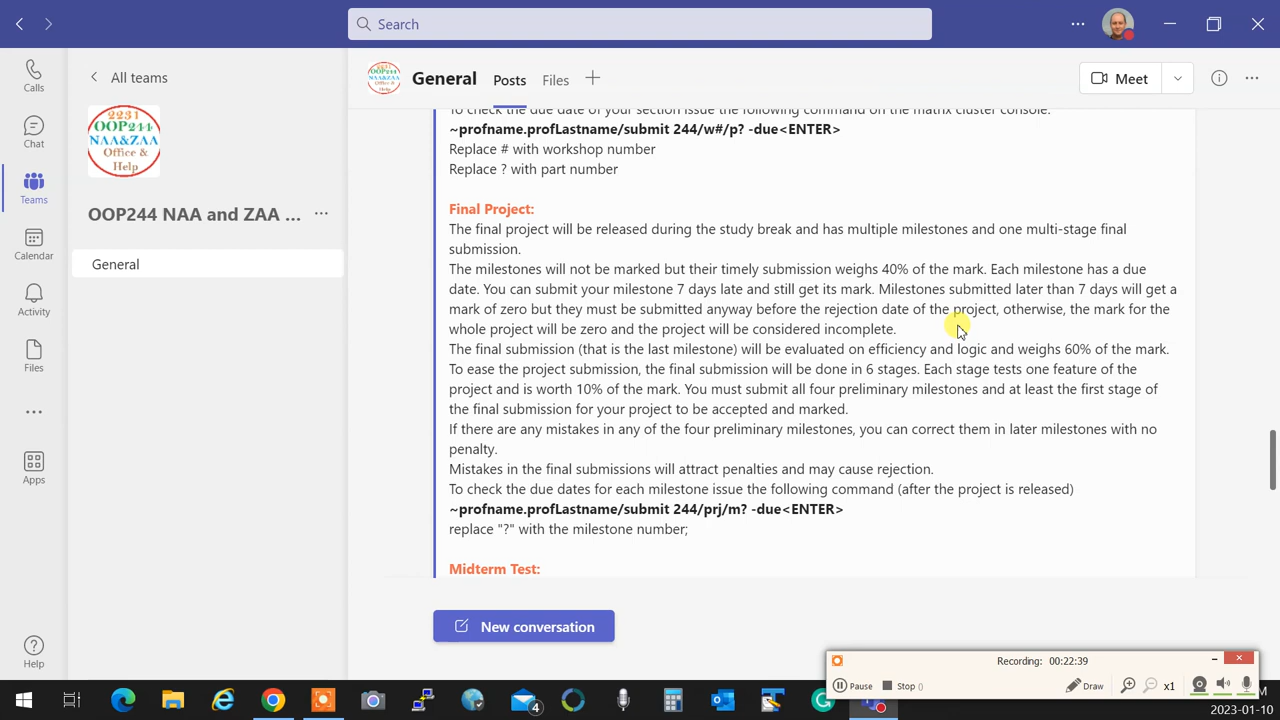 Search
Calls
Chat
Teams
Calendar
Activity
Files
Apps
Help
All teams
2231
OOP244
NAA&ZAA
Office &
Help
OOP244 NAA and ZAA ...
General
OOP244
NAA&ZAA
General
Posts
Files
Meet
To check the due date of your section issue the following command on the matrix cluster console:
~profname.profLastname/submit 244/w#/p? -due<ENTER>
Replace # with workshop number
Replace ? with part number
Final Project:
The final project will be released during the study break and has multiple milestones and one multi-stage final
submission.
The milestones will not be marked but their timely submission weighs 40% of the mark. Each milestone has a due
date. You can submit your milestone 7 days late and still get its mark. Milestones submitted later than 7 days will get a
mark of zero but they must be submitted anyway before the rejection date of the project, otherwise, the mark for the
whole project will be zero and the project will be considered incomplete.
The final submission (that is the last milestone) will be evaluated on efficiency and logic and weighs 60% of the mark.
To ease the project submission, the final submission will be done in 6 stages. Each stage tests one feature of the
project and is worth 10% of the mark. You must submit all four preliminary milestones and at least the first stage of
the final submission for your project to be accepted and marked.
If there are any mistakes in any of the four preliminary milestones, you can correct them in later milestones with no
penalty.
Mistakes in the final submissions will attract penalties and may cause rejection.
To check the due dates for each milestone issue the following command (after the project is released)
~profname.profLastname/submit 244/prj/m? -due<ENTER>
replace "?" with the milestone number;
Midterm Test:
New conversation
Recording: 00:22:39
Pause
Stop ()
Draw
x1
4
M
2023-01-10